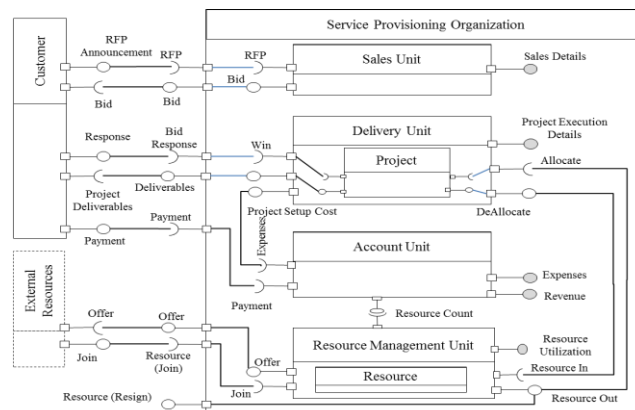 Service Provisioning Organization
Customer
RFP
Announcement
RFP
RFP
Sales Unit
Sales Details
Bid
Bid
Bid
Response
Bid
Response
Win
Delivery Unit
Project
Project Execution
Details
Allocate
Project
Deliverables
Deliverables
Project Setup Cost
DeAllocate
Payment
Payment
Expenses
Account Unit
Expenses
Revenue
Payment
Resource Count
External
Resources
Offer
Offer
Offer
Resource Management Unit
Resource
Resource
Utilization
Resource In
Join
Resource
(Join)
Join
Resource (Resign)
Resource Out